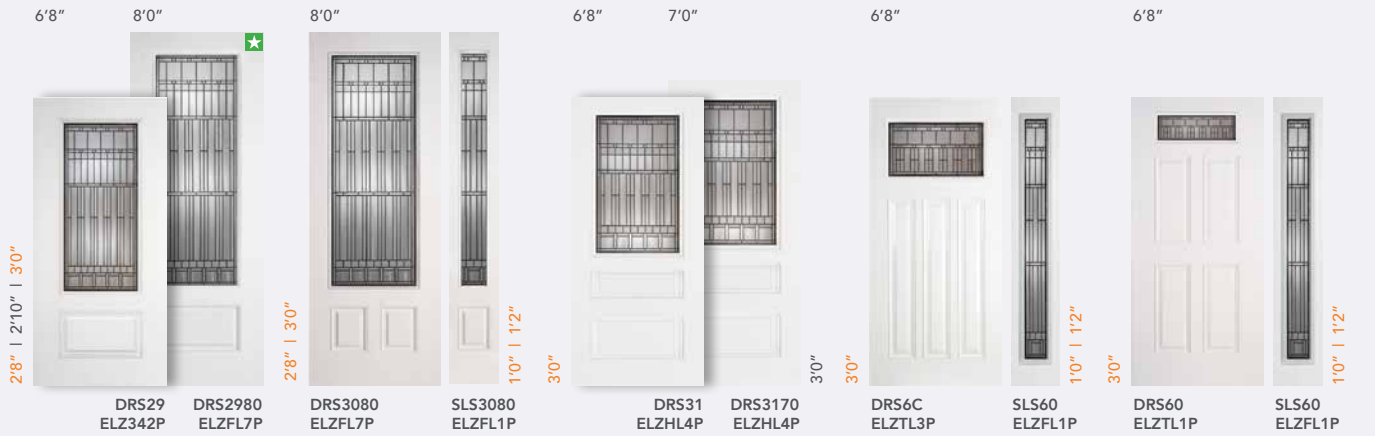 6’8”
8’0”
8’0”
6’8”
7’0”
6’8”
6’8”
2’8” | 2’10” | 3’0”
2’8” | 3’0”
1’0” | 1’2”
3’0”
3’0”
3’0”
1’0” | 1’2”
3’0”
1’0” | 1’2”
DRS29
ELZ342P
DRS2980
ELZFL7P
DRS3080
ELZFL7P
SLS3080
ELZFL1P
DRS31
ELZHL4P
DRS3170
ELZHL4P
DRS6C
ELZTL3P
SLS60
ELZFL1P
DRS60
ELZTL1P
SLS60
ELZFL1P